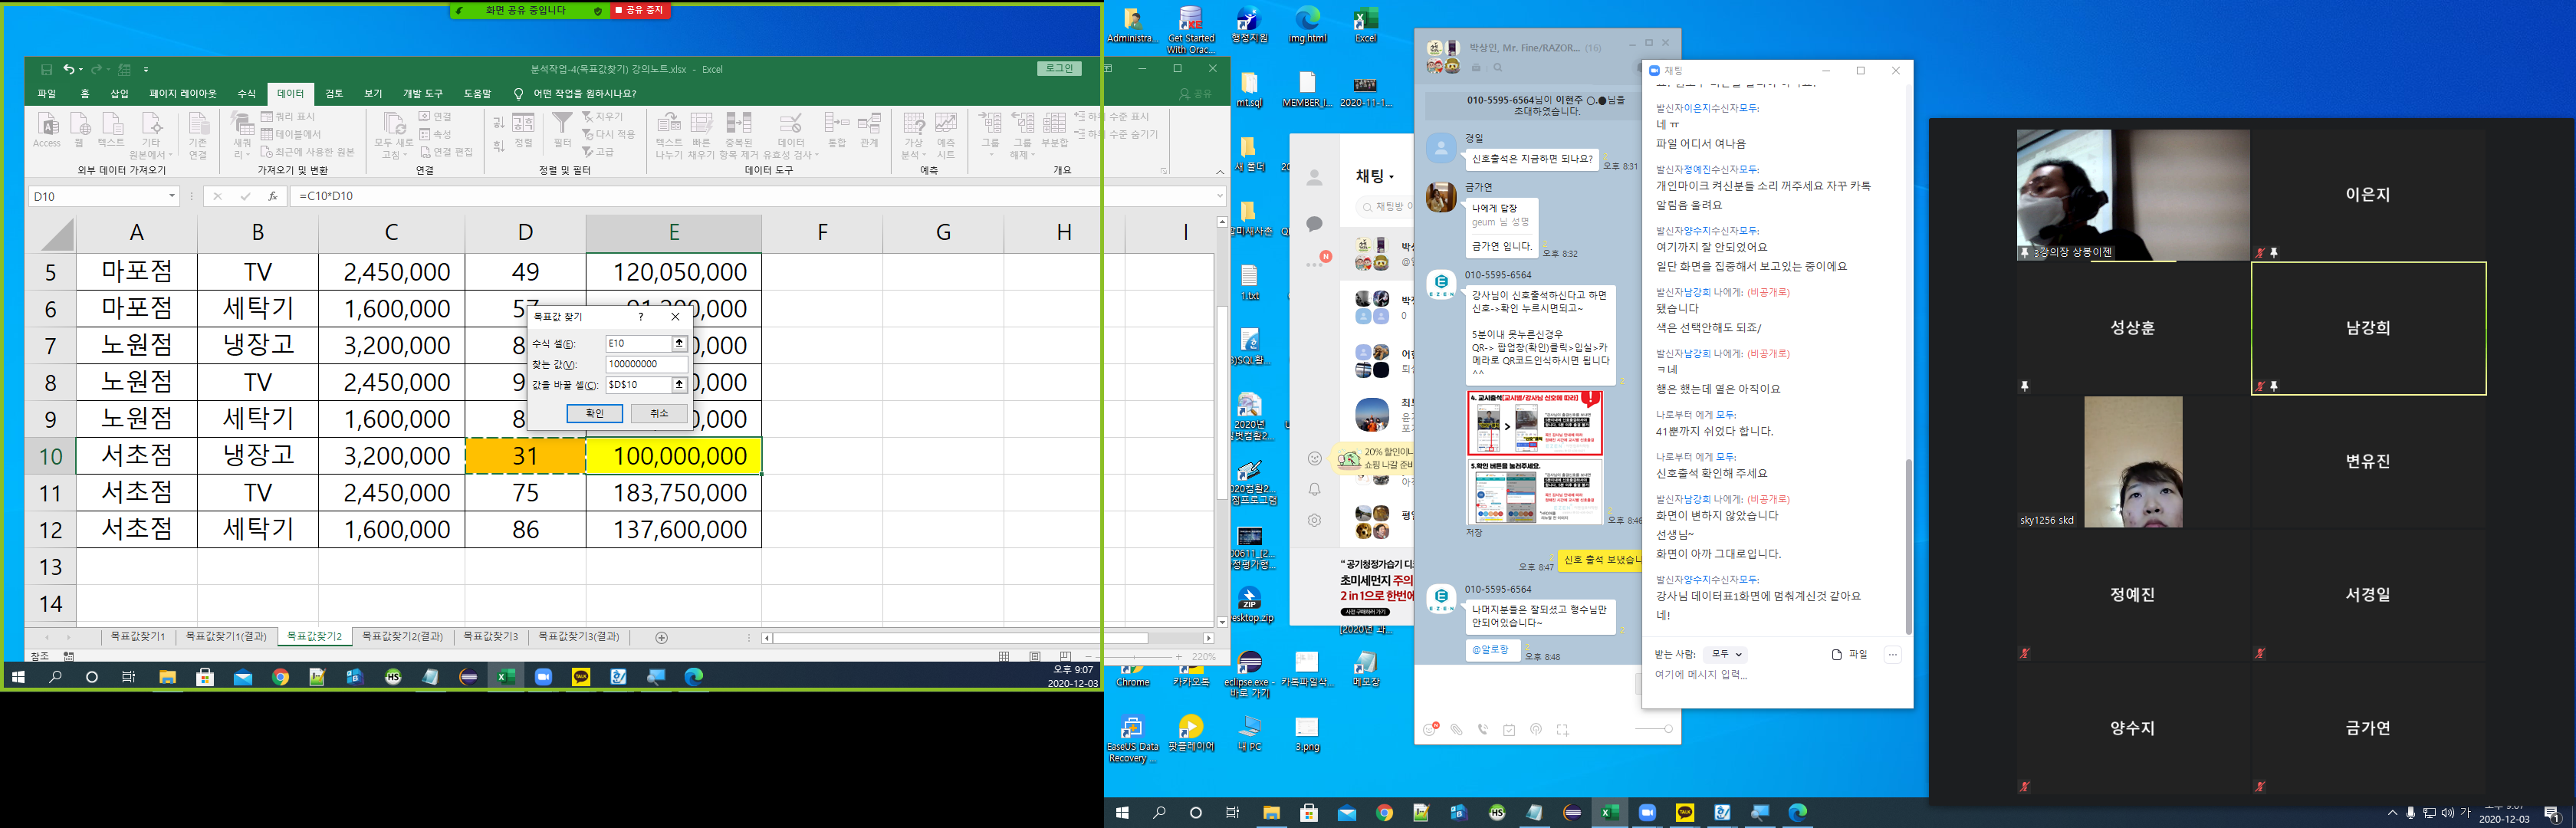 화면 공유 중입니다
공유 중지
분석작업-4(목표값찾기) 강의노트.xlsx - Excel
로그인
파일 홈 삽입 페이지 레이아웃 수식 데이터 검토 보기 개발 도구 도움말 어떤 작업을 원하시나요?
공유
Access
웹
텍스트
기타 원본에서
기존 연결
외부 데이터 가져오기
새쿼리
쿼리 표시
테이블에서
최근에 사용한 원본
가져오기 및 변환
모두 새로 고침
연결
속성
연결 편집
연결
정렬
필터
지우기
다시 적용
고급
정렬 및 필터
텍스트 나누기
빠른 채우기
중복된 항목 제거
데이터 유효성 검사
통합
관계
데이터 도구
가상 분석
예측 시트
예측
그룹
그룹 해제
부분합
하위 수준 표시
하위 수준 숨기기
개요
D10
=C10*D10
A B C D E F G H I
5 마포점 TV 2,450,000 49 120,050,000
6 마포점 세탁기 1,600,000
7 노원점 냉장고 3,200,000
8 노원점 TV 2,450,000
9 노원점 세탁기 1,600,000
10 서초점 냉장고 3,200,000 31 100,000,000
11 서초점 TV 2,450,000 75 183,750,000
12 서초점 세탁기 1,600,000 86 137,600,000
13
14
목표값 찾기 ?
수식 셀(E): E10
찾는 값(V): 100000000
값을 바꿀 셀(C): $D$10
확인 취소
목표값찾기1 목표값찾기1(결과) 목표값찾기2 목표값찾기2(결과) 목표값찾기3 목표값찾기3(결과)
참조
220%
오후 9:07
2020-12-03
Administra...
Get Started With Orac...
행정지원
img.html
Excel
mt.sql
MEMBER_I...
2020-11-1...
새 폴더
1.txt
Chrome
카카오톡
eclipse.exe - 바로 가기
카톡파일삭...
메모장
EaseUS Data Recovery ...
팟플레이어
내 PC
3.png
채팅
박상인, Mr. Fine/RAZOR... (16)
010-5595-6564님이 이현주 ○.●님을
초대하였습니다.
경일
신호출석은 지금하면 되나요?
오후 8:31
금가연
나에게 답장
geum 님 성명
금가연 입니다.
오후 8:32
010-5595-6564
강사님이 신호출석하신다고 하면
신호->확인 누르시면되고~
5분이내 못누른신경우
QR-> 팝업창(확인)클릭>입실>카
메라로 QR코드인식하시면 됩니다
^^
4. 교시출석(교시별/강사님 신호에 따라)
5.확인 버튼을 눌러주세요.
저장
오후 8:46
오후 8:47
신호 출석 보냈습니
010-5595-6564
나머지분들은 잘되셨고 형수님만
안되어있습니다~
@알로항
오후 8:48
“ 공기청정가습기 디
초미세먼지 주의
2 in 1으로 한번에
채팅
발신자이은지수신자모두:
네 ㅠ
파일 어디서 여나욤
발신자정예진수신자모두:
개인마이크 켜신분들 소리 꺼주세요 자꾸 카톡
알림음 울려요
발신자양수지수신자모두:
여기까지 잘 안되었어요
일단 화면을 집중해서 보고있는 중이에요
발신자남강희 나에게: (비공개로)
됐습니다
색은 선택안해도 되죠/
발신자남강희 나에게: (비공개로)
ㅋ네
행은 했는데 열은 아직이요
나로부터 에게 모두:
41뿐까지 쉬었다 합니다.
나로부터 에게 모두:
신호출석 확인해 주세요
발신자남강희 나에게: (비공개로)
화면이 변하지 않았습니다
선생님~
화면이 아까 그대로입니다.
발신자양수지수신자모두:
강사님 데이터표1화면에 멈춰계신것 같아요
네!
받는 사람: 모두
파일
여기에 메시지 입력...
이은지
성상훈
남강희
sky1256 skd
변유진
정예진
서경일
양수지
금가연
2020-12-03